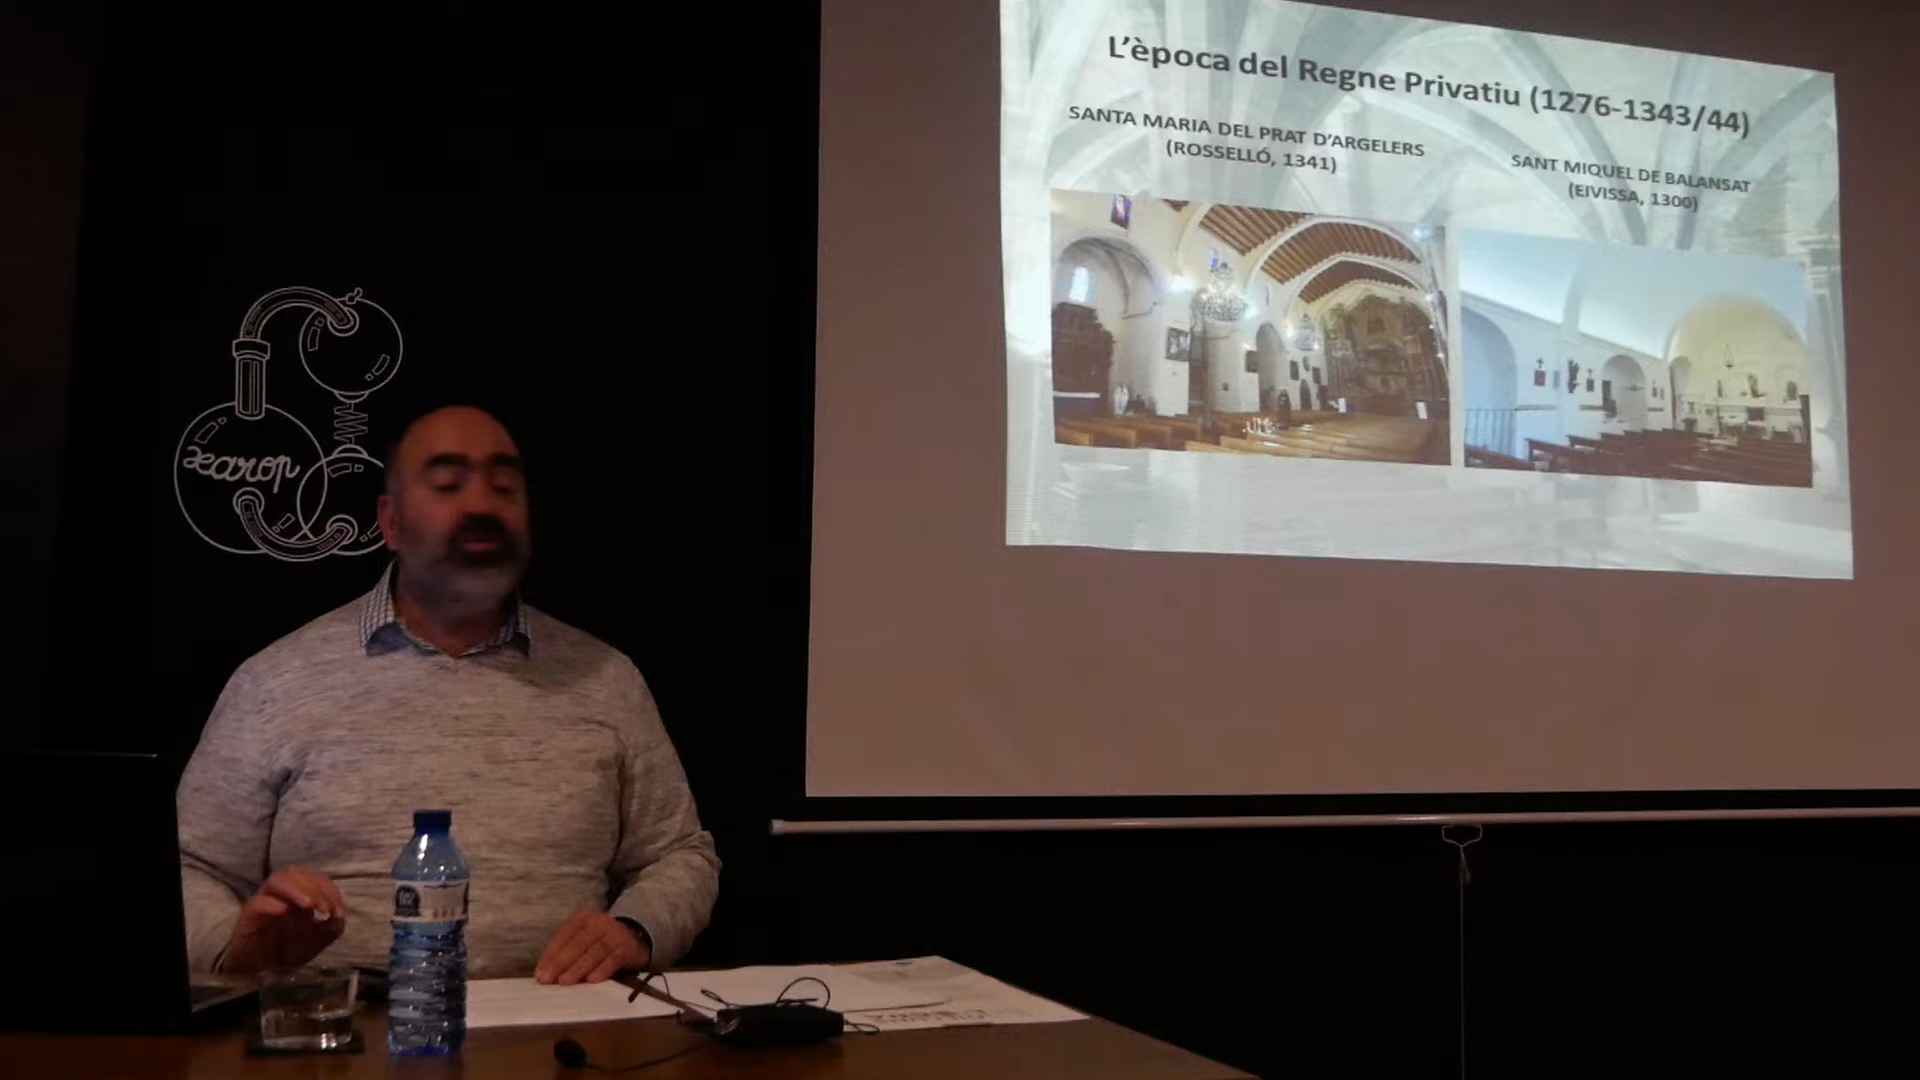 L'època del Regne Privatiu (1276-1343/44)
SANTA MARIA DEL PRAT D'ARGELERS
(ROSSELLÓ, 1341)
SANT MIQUEL DE BALANSAT
(EIVISSA, 1300)
xarop